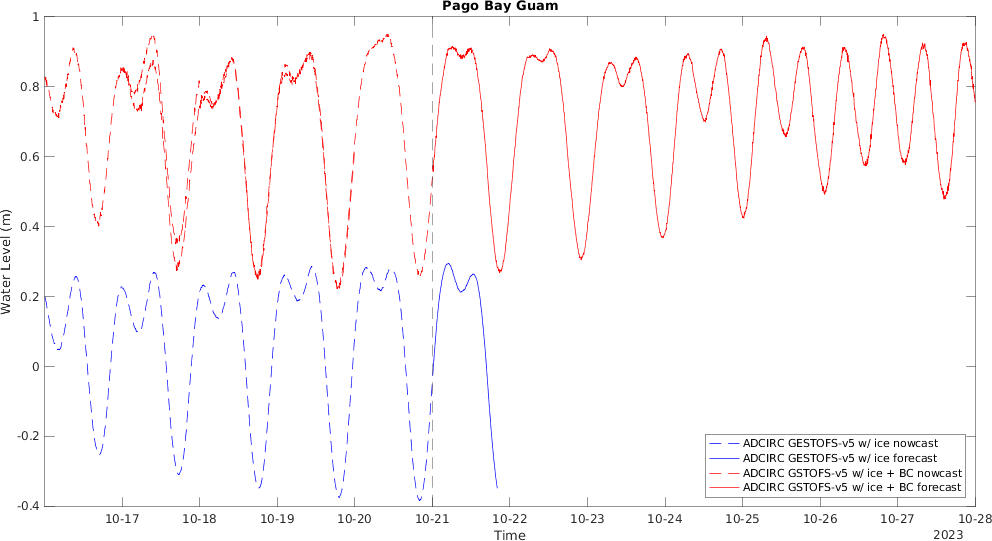 Pago Bay Guam
Water Level (m)
1
0.8
0.6
0.4
0.2
0
-0.2
-0.4
10-17 10-18 10-19 10-20 10-21 10-22 10-23 10-24 10-25 10-26 10-27 10-28
Time
2023
ADCIRC GESTOFS-v5 w/ ice nowcast
ADCIRC GESTOFS-v5 w/ ice forecast
ADCIRC GSTOFS-v5 w/ ice + BC nowcast
ADCIRC GSTOFS-v5 w/ ice + BC forecast